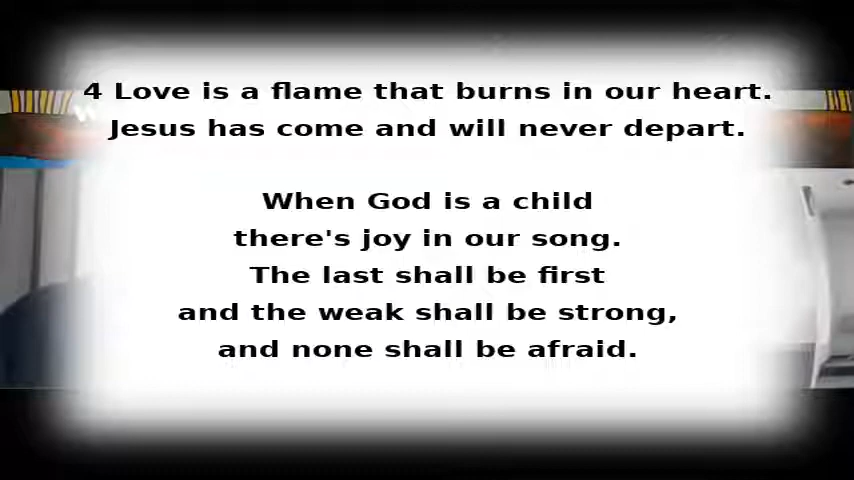 4 Love is a flame that burns in our heart.
Jesus has come and will never depart.
When God is a child
there's joy in our song.
The last shall be first
and the weak shall be strong,
and none shall be afraid.